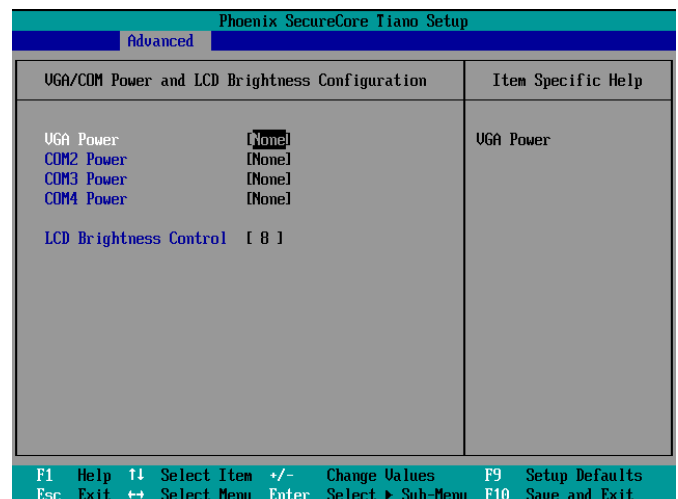 Phoenix SecureCore Tiano Setup
Advanced
VGA/COM Power and LCD Brightness Configuration
Item Specific Help
VGA Power [None]
VGA Power
COM2 Power [None]
COM3 Power [None]
COM4 Power [None]
LCD Brightness Control [ 8 ]
F1 Help ↑↓ Select Item +/- Change Values F9 Setup Defaults
Esc Exit ↔ Select Menu Enter Select ▶ Sub-Menu F10 Save and Exit